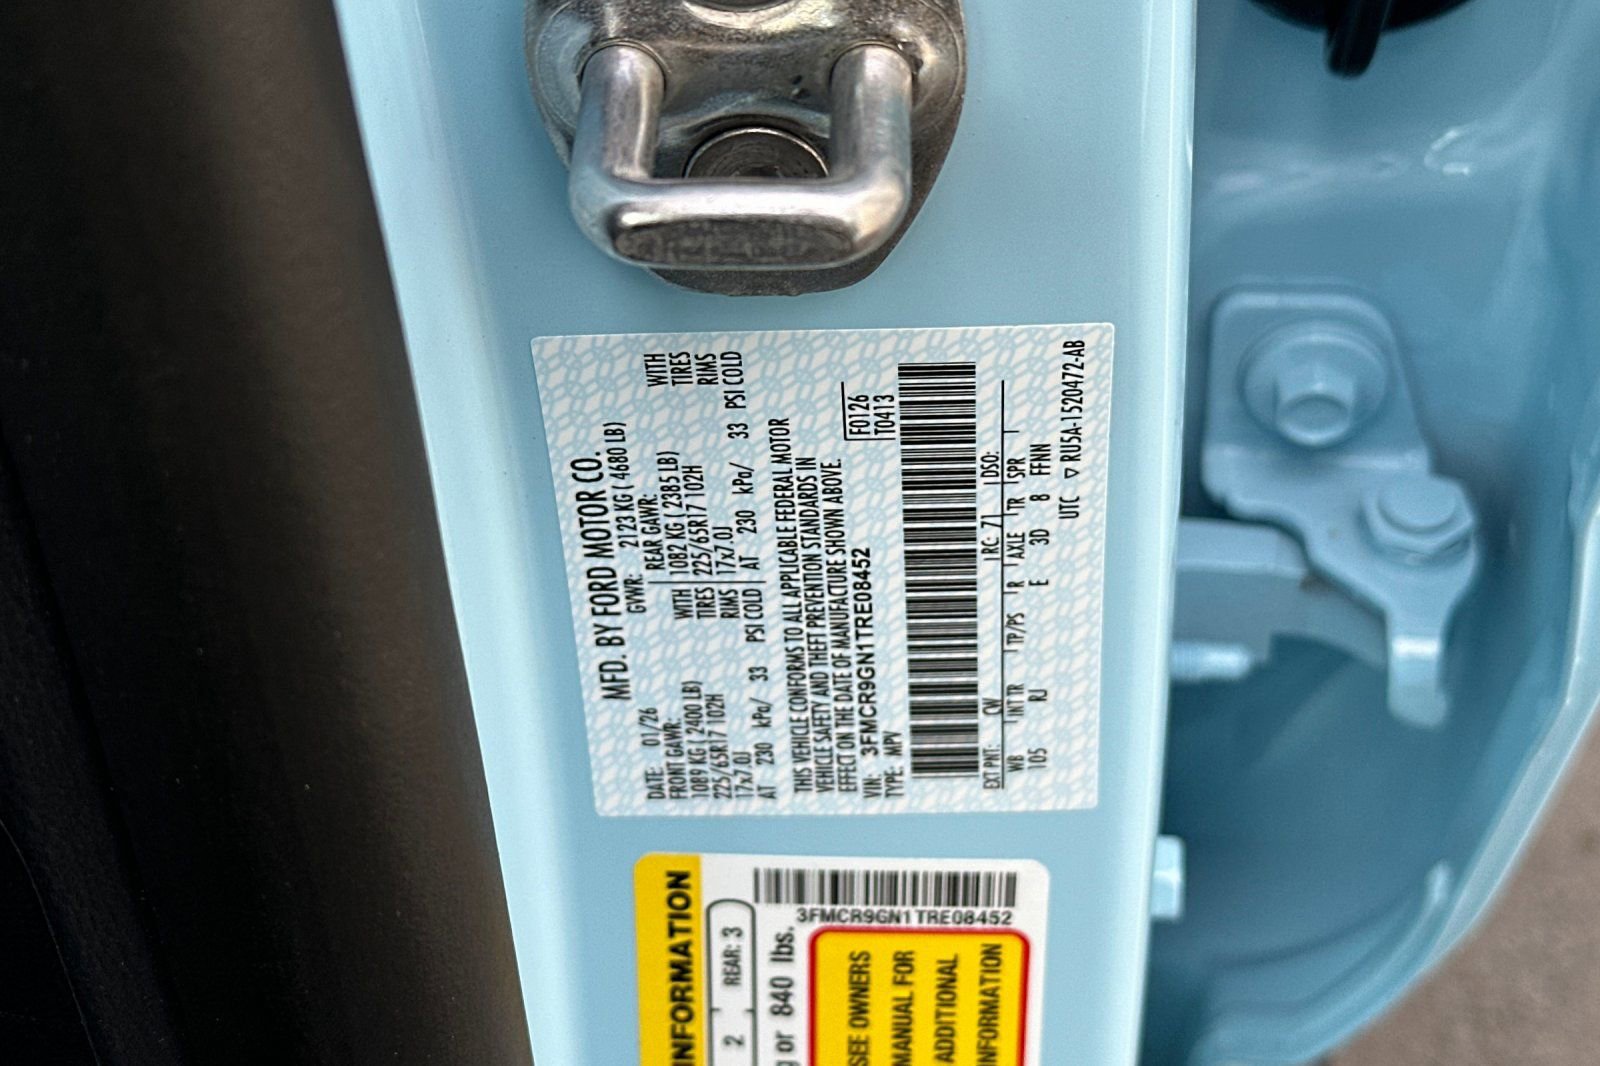 MFD. BY FORD MOTOR CO.
DATE: 01/26 GVWR: 2123 KG ( 4680 LB)
FRONT GAWR: REAR GAWR:
1089 KG ( 2400 LB) WITH 1082 KG ( 2385 LB) WITH
225/65R17 102H TIRES 225/65R17 102H TIRES
17x7.0J RIMS 17x7.0J RIMS
AT 230 kPa/ 33 PSI COLD AT 230 kPa/ 33 PSI COLD
THIS VEHICLE CONFORMS TO ALL APPLICABLE FEDERAL MOTOR
VEHICLE SAFETY AND THEFT PREVENTION STANDARDS IN
EFFECT ON THE DATE OF MANUFACTURE SHOWN ABOVE.
VIN: 3FMCR9GN1TRE08452 F0126
TYPE: MPV T0413
EXT PNT: CW RC: 71 DSO:
WB INT TR TP/PS R AXLE TR SPR
105 RJ E 3D 8 FFNN
UTC ▽ RU5A-1520472-AB
INFORMATION
2 REAR: 3
or 840 lbs.
3FMCR9GN1TRE08452
SEE OWNERS
MANUAL FOR
ADDITIONAL
INFORMATION